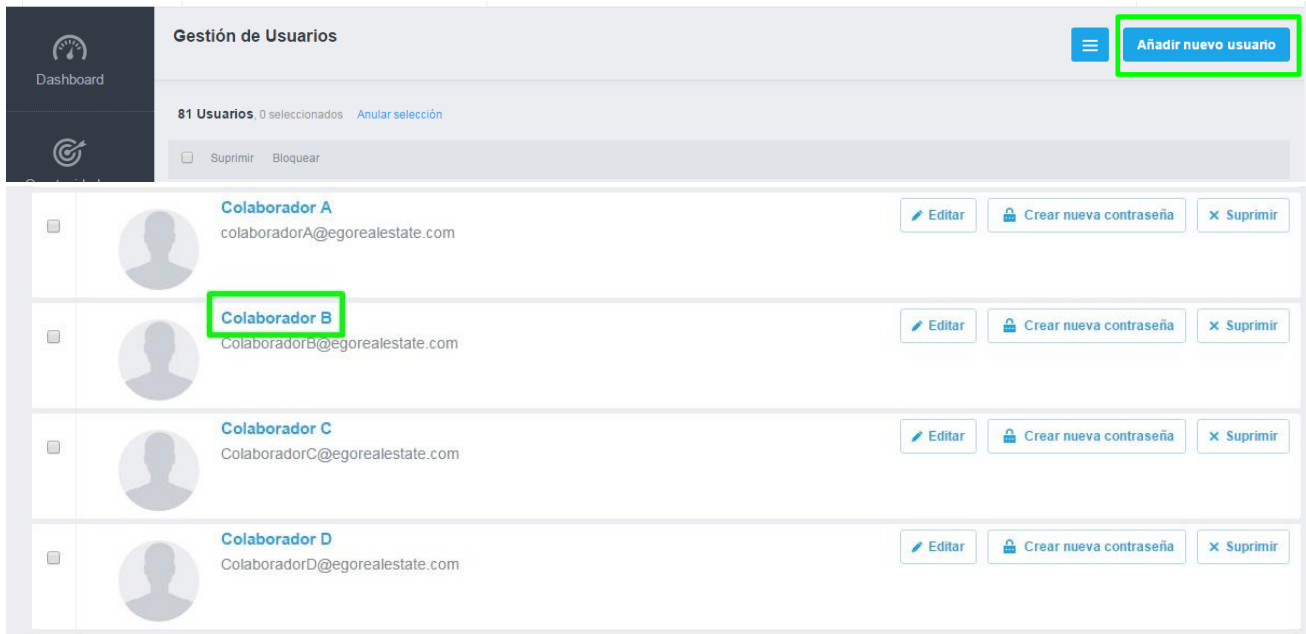 Gestión de Usuarios
Añadir nuevo usuario
Dashboard
81 Usuarios, 0 seleccionados Anular selección
Suprimir Bloquear
Colaborador A
colaboradorA@egorealestate.com
Editar Crear nueva contraseña Suprimir
Colaborador B
ColaboradorB@egorealestate.com
Editar Crear nueva contraseña Suprimir
Colaborador C
ColaboradorC@egorealestate.com
Editar Crear nueva contraseña Suprimir
Colaborador D
ColaboradorD@egorealestate.com
Editar Crear nueva contraseña Suprimir